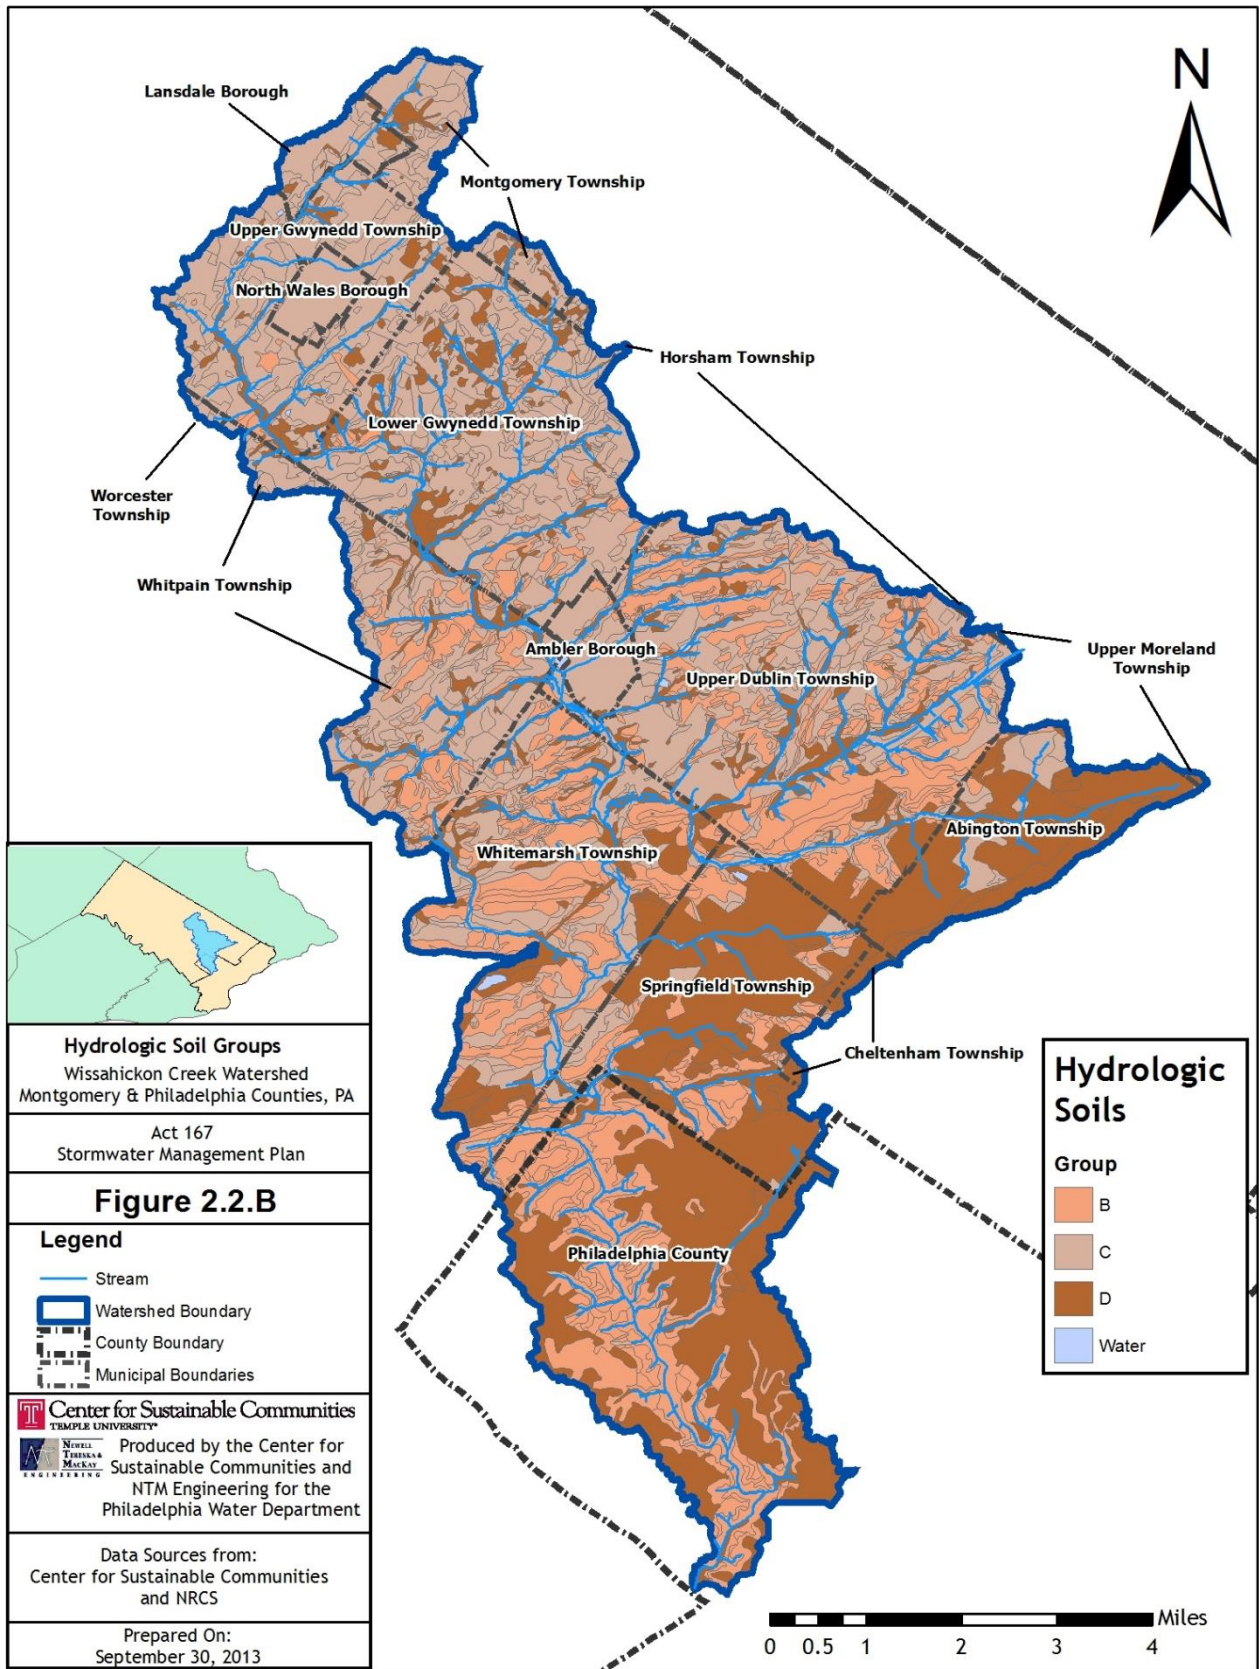 N
Lansdale Borough
Montgomery Township
Upper Gwynedd Township
North Wales Borough
Horsham Township
Lower Gwynedd Township
Worcester
Township
Whitpain Township
Ambler Borough
Upper Dublin Township
Upper Moreland
Township
Abington Township
Whitemarsh Township
Springfield Township
Cheltenham Township
Philadelphia County
Hydrologic Soil Groups
Wissahickon Creek Watershed
Montgomery & Philadelphia Counties, PA
Act 167
Stormwater Management Plan
Figure 2.2.B
Legend
Stream
Watershed Boundary
County Boundary
Municipal Boundaries
T Center for Sustainable Communities
TEMPLE UNIVERSITY®
NEWELL
TERESKA &
MACKAY
ENGINEERING
Produced by the Center for
Sustainable Communities and
NTM Engineering for the
Philadelphia Water Department
Data Sources from:
Center for Sustainable Communities
and NRCS
Prepared On:
September 30, 2013
Hydrologic
Soils
Group
B
C
D
Water
Miles
0 0.5 1 2 3 4